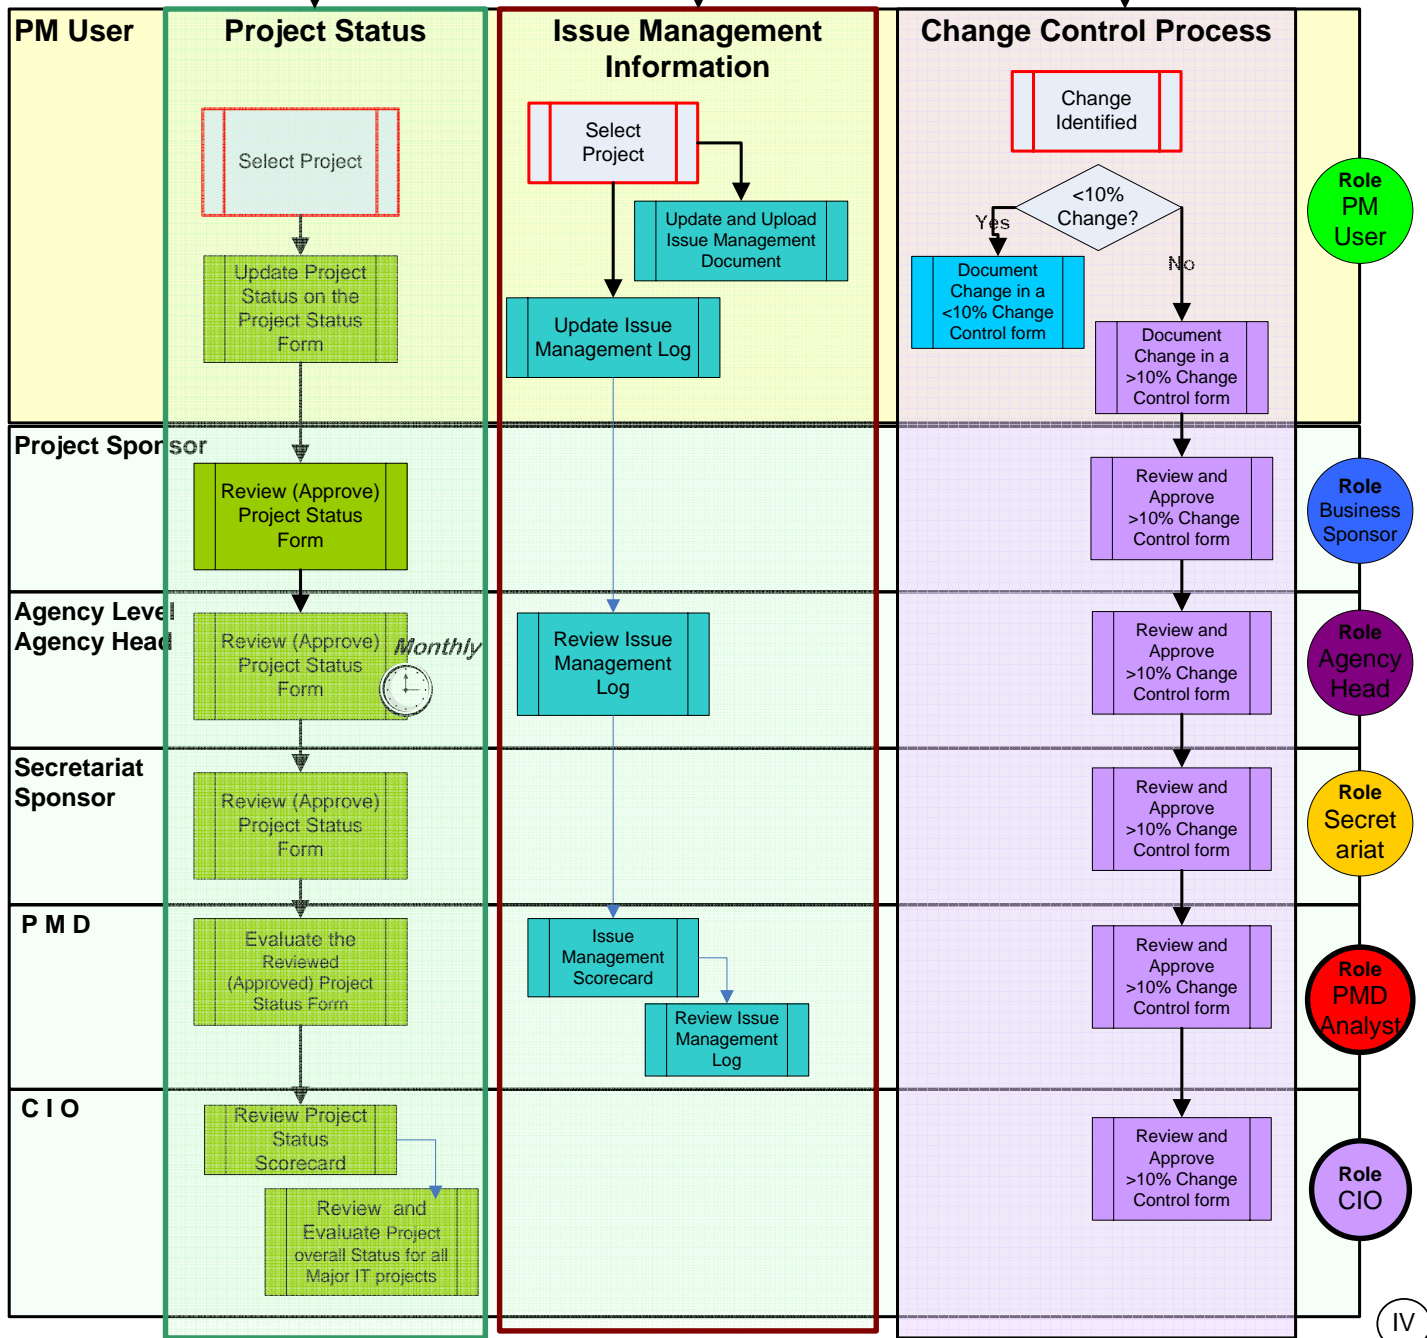 PM User
Project Status
Issue Management
Information
Change Control Process
Select Project
Select
Project
Change
Identified
<10%
Change?
Yes
No
Update and Upload
Issue Management
Document
Update Project
Status on the
Project Status
Form
Update Issue
Management Log
Document
Change in a
<10% Change
Control form
Document
Change in a
>10% Change
Control form
Role
PM
User
Project Sponsor
Review (Approve)
Project Status
Form
Review and
Approve
>10% Change
Control form
Role
Business
Sponsor
Agency Level
Agency Head
Review (Approve)
Project Status
Form
Monthly
Review Issue
Management
Log
Review and
Approve
>10% Change
Control form
Role
Agency
Head
Secretariat
Sponsor
Review (Approve)
Project Status
Form
Review and
Approve
>10% Change
Control form
Role
Secret
ariat
P M D
Evaluate the
Reviewed
(Approved) Project
Status Form
Issue
Management
Scorecard
Review Issue
Management
Log
Review and
Approve
>10% Change
Control form
Role
PMD
Analyst
C I O
Review Project
Status
Scorecard
Review and
Evaluate Project
overall Status for all
Major IT projects
Review and
Approve
>10% Change
Control form
Role
CIO
IV